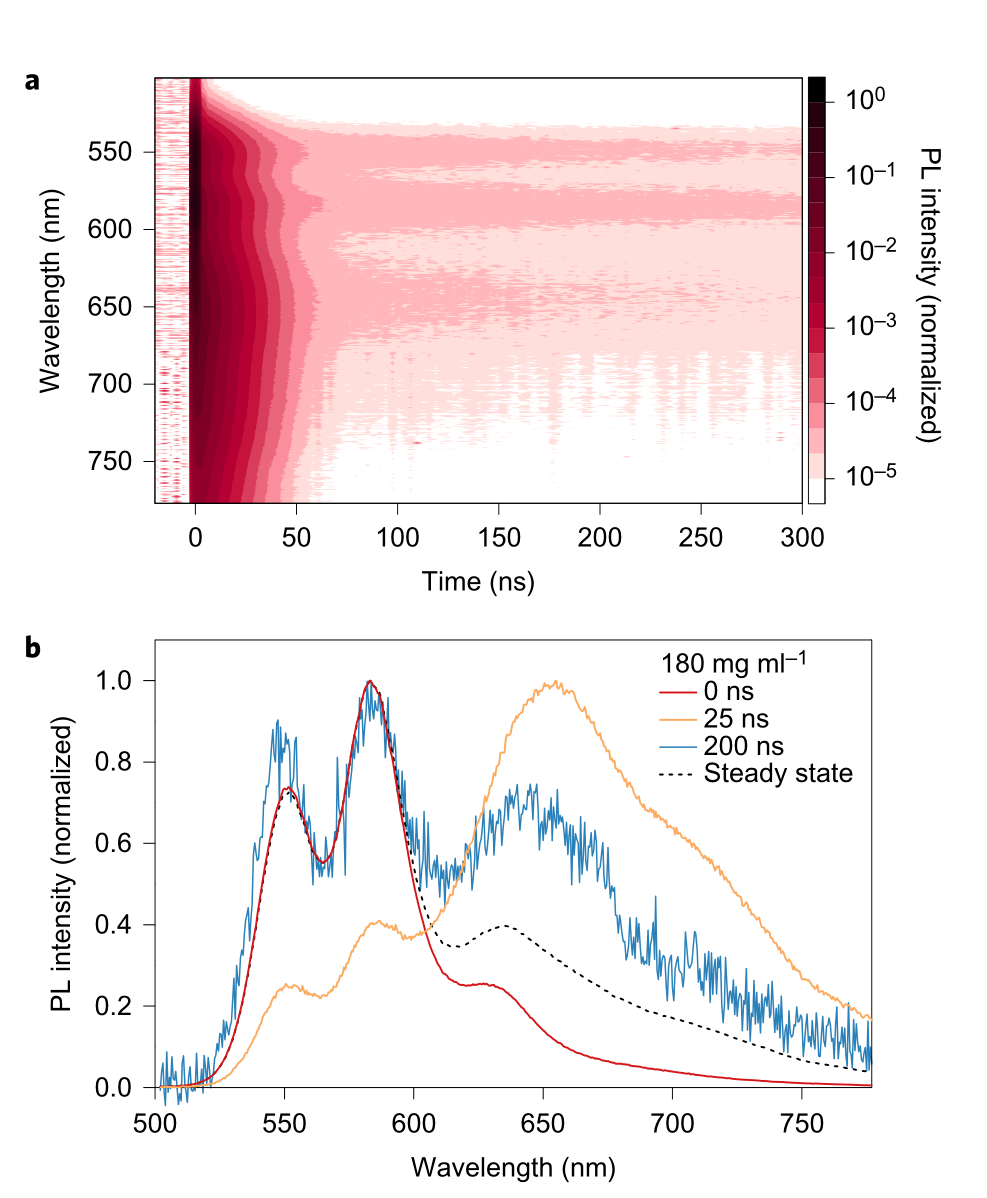 a
550
600
650
700
750
Wavelength (nm)
0 50 100 150 200 250 300
Time (ns)
10⁰
10⁻¹
10⁻²
10⁻³
10⁻⁴
10⁻⁵
PL intensity (normalized)
b
1.0
0.8
0.6
0.4
0.2
0.0
PL intensity (normalized)
180 mg ml⁻¹
0 ns
25 ns
200 ns
Steady state
500 550 600 650 700 750
Wavelength (nm)